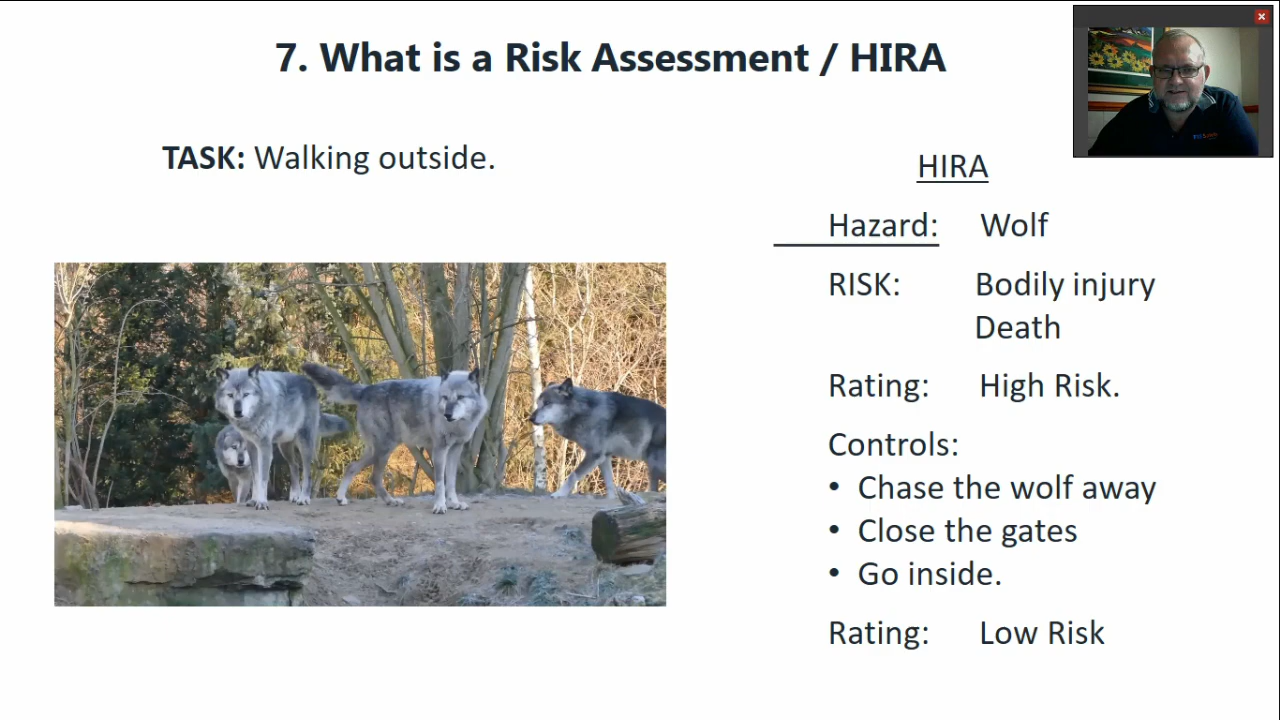 7. What is a Risk Assessment / HIRA
TASK: Walking outside.
HIRA
Hazard: Wolf
RISK: Bodily injury
Death
Rating: High Risk.
Controls:
• Chase the wolf away
• Close the gates
• Go inside.
Rating: Low Risk